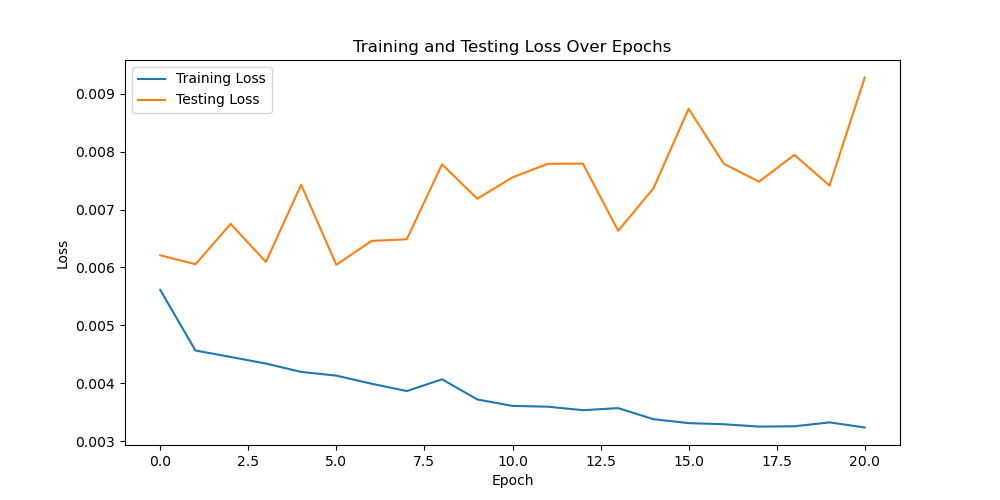 Training and Testing Loss Over Epochs
Training Loss
Testing Loss
0.009
0.008
0.007
0.006
0.005
0.004
0.003
Loss
0.0 2.5 5.0 7.5 10.0 12.5 15.0 17.5 20.0
Epoch